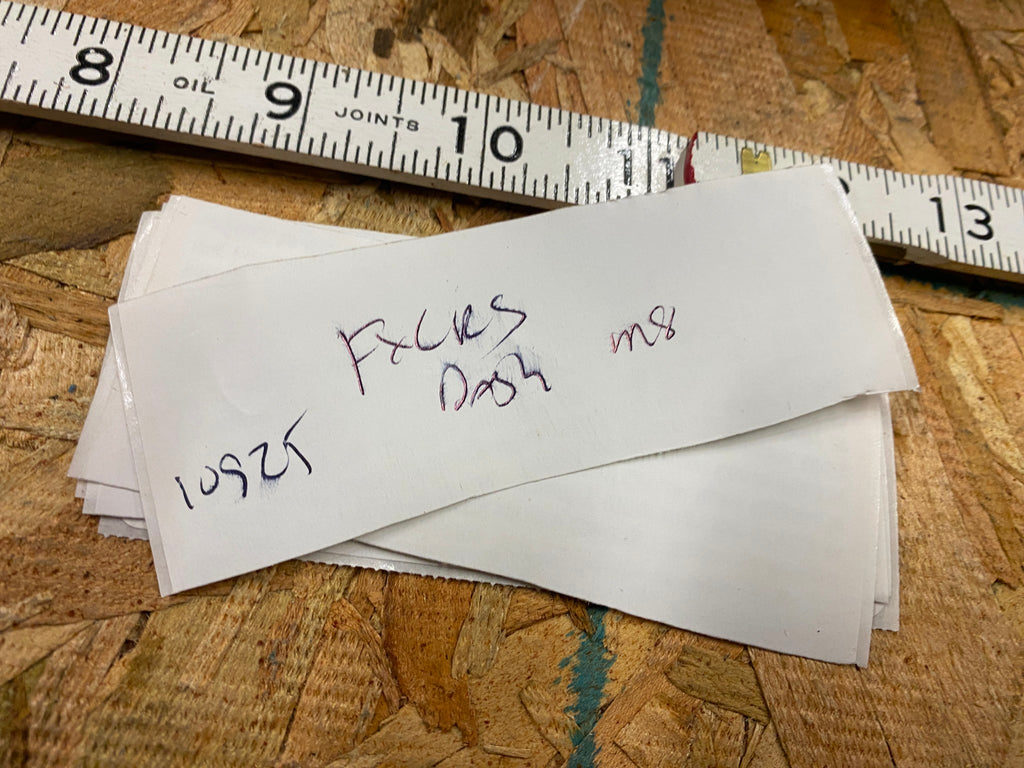 8 OIL 9 JOINTS 10 11 13
FXLRS m8
Dash
10925